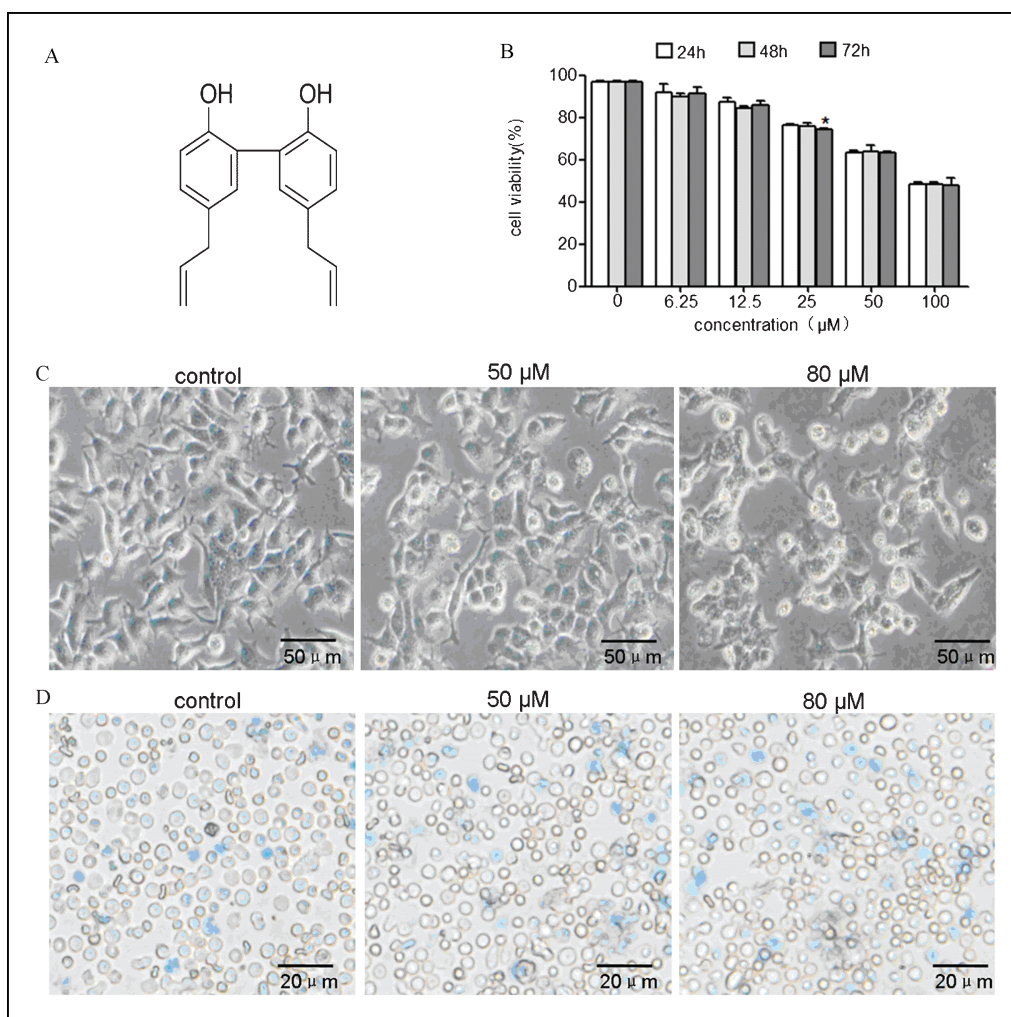 A
OH OH
B
24h 48h 72h
cell viability(%)
100
80
60
40
20
0
*
0 6.25 12.5 25 50 100
concentration（μM）
C
control 50 μM 80 μM
50 μ m 50 μ m 50 μ m
D
control 50 μM 80 μM
20 μ m 20 μ m 20 μ m